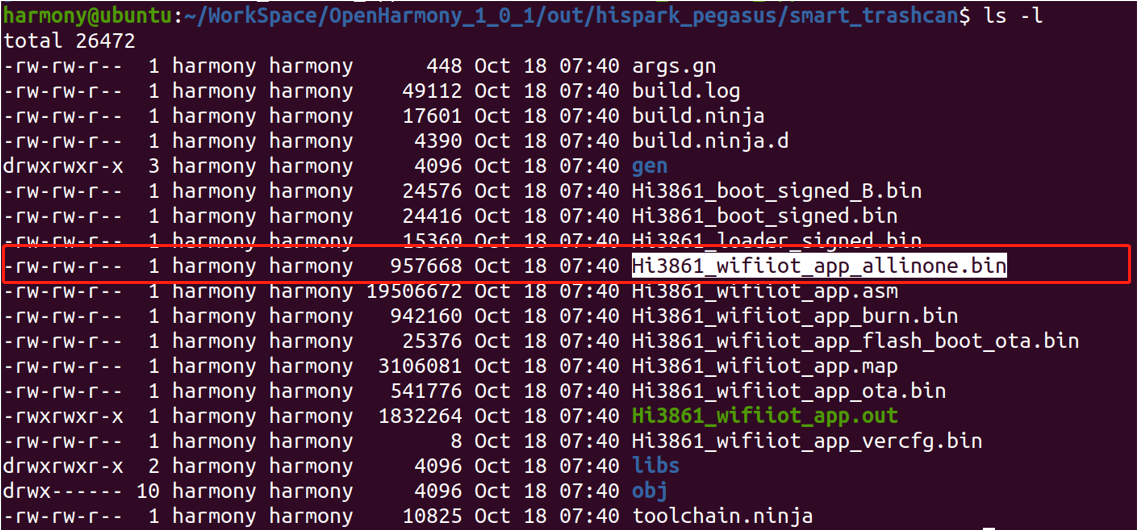 harmony@ubuntu:~/WorkSpace/OpenHarmony_1_0_1/out/hispark_pegasus/smart_trashcan$ ls -l
total 26472
-rw-rw-r-- 1 harmony harmony 448 Oct 18 07:40 args.gn
-rw-rw-r-- 1 harmony harmony 49112 Oct 18 07:40 build.log
-rw-rw-r-- 1 harmony harmony 17601 Oct 18 07:40 build.ninja
-rw-rw-r-- 1 harmony harmony 4390 Oct 18 07:40 build.ninja.d
drwxrwxr-x 3 harmony harmony 4096 Oct 18 07:40 gen
-rw-rw-r-- 1 harmony harmony 24576 Oct 18 07:40 Hi3861_boot_signed_B.bin
-rw-rw-r-- 1 harmony harmony 24416 Oct 18 07:40 Hi3861_boot_signed.bin
-rw-rw-r-- 1 harmony harmony 15360 Oct 18 07:40 Hi3861_loader_signed.bin
-rw-rw-r-- 1 harmony harmony 957668 Oct 18 07:40 Hi3861_wifiiot_app_allinone.bin
-rw-rw-r-- 1 harmony harmony 19506672 Oct 18 07:40 Hi3861_wifiiot_app.asm
-rw-rw-r-- 1 harmony harmony 942160 Oct 18 07:40 Hi3861_wifiiot_app_burn.bin
-rw-rw-r-- 1 harmony harmony 25376 Oct 18 07:40 Hi3861_wifiiot_app_flash_boot_ota.bin
-rw-rw-r-- 1 harmony harmony 3106081 Oct 18 07:40 Hi3861_wifiiot_app.map
-rw-rw-r-- 1 harmony harmony 541776 Oct 18 07:40 Hi3861_wifiiot_app_ota.bin
-rwxrwxr-x 1 harmony harmony 1832264 Oct 18 07:40 Hi3861_wifiiot_app.out
-rw-rw-r-- 1 harmony harmony 8 Oct 18 07:40 Hi3861_wifiiot_app_vercfg.bin
drwxrwxr-x 2 harmony harmony 4096 Oct 18 07:40 libs
drwx------ 10 harmony harmony 4096 Oct 18 07:40 obj
-rw-rw-r-- 1 harmony harmony 10825 Oct 18 07:40 toolchain.ninja